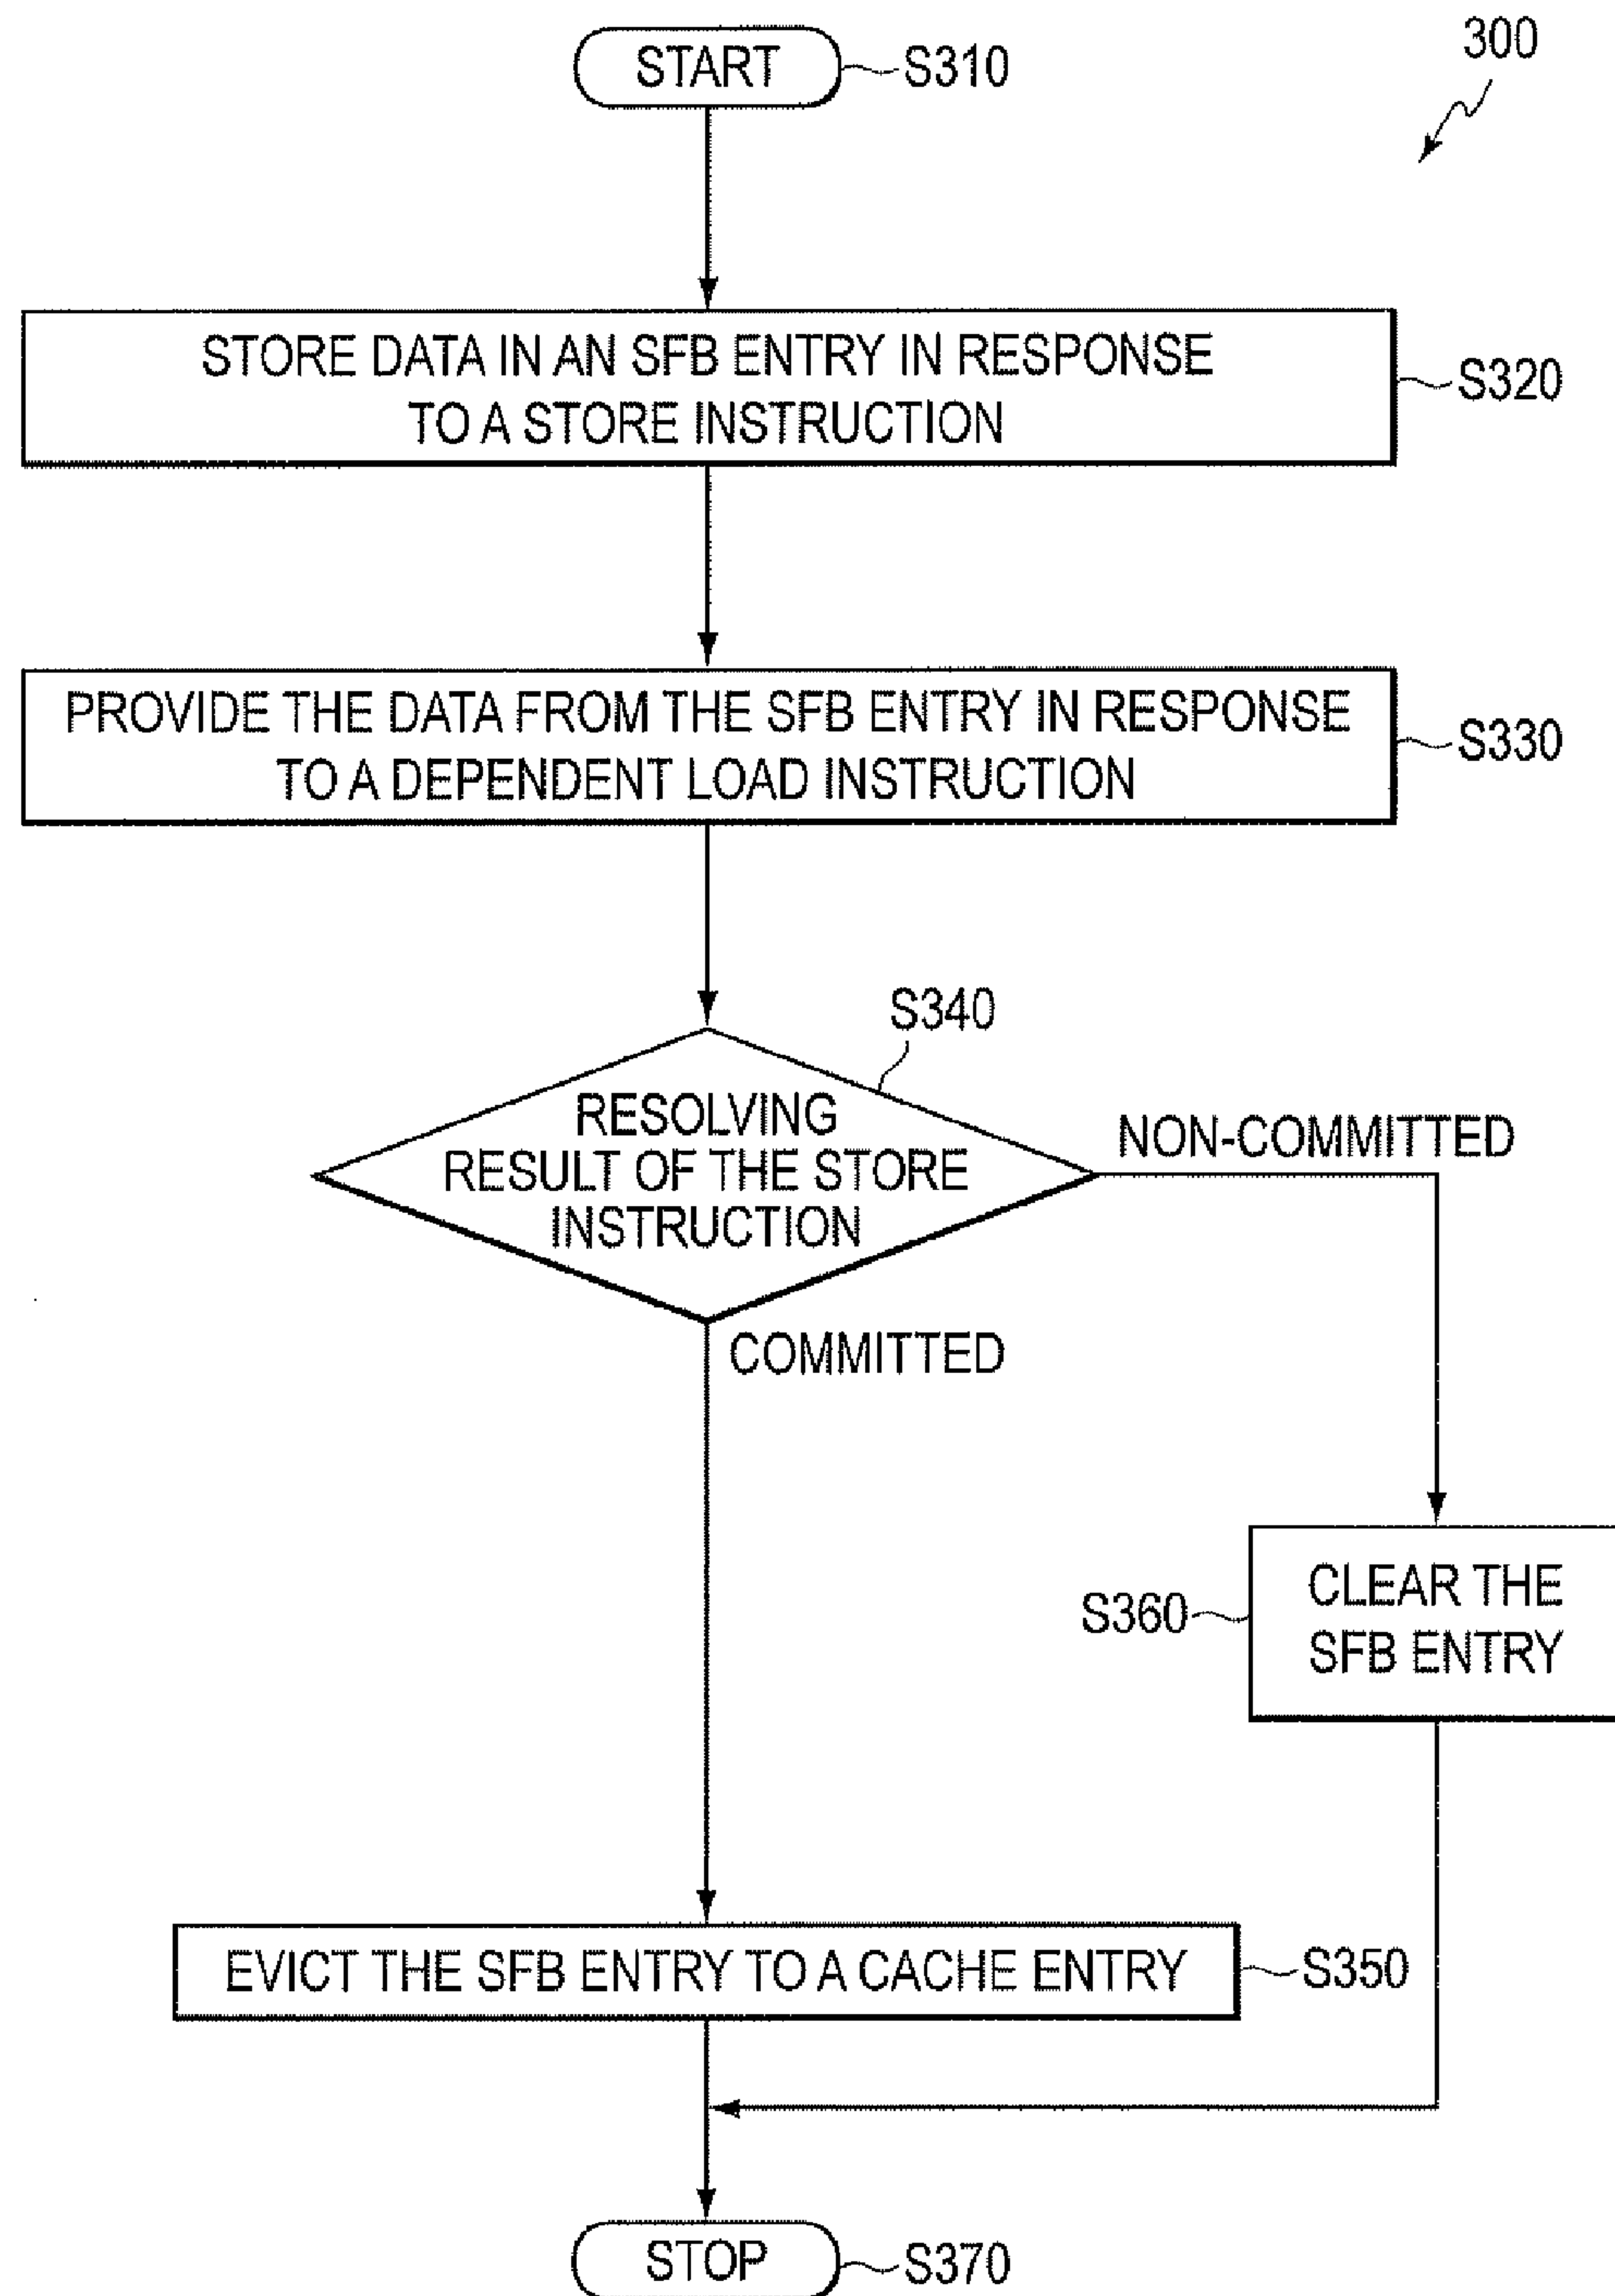 300
START
S310
STORE DATA IN AN SFB ENTRY IN RESPONSE
TO A STORE INSTRUCTION
S320
PROVIDE THE DATA FROM THE SFB ENTRY IN RESPONSE
TO A DEPENDENT LOAD INSTRUCTION
S330
S340
RESOLVING
RESULT OF THE STORE
INSTRUCTION
NON-COMMITTED
COMMITTED
S360
CLEAR THE
SFB ENTRY
EVICT THE SFB ENTRY TO A CACHE ENTRY
S350
STOP
S370